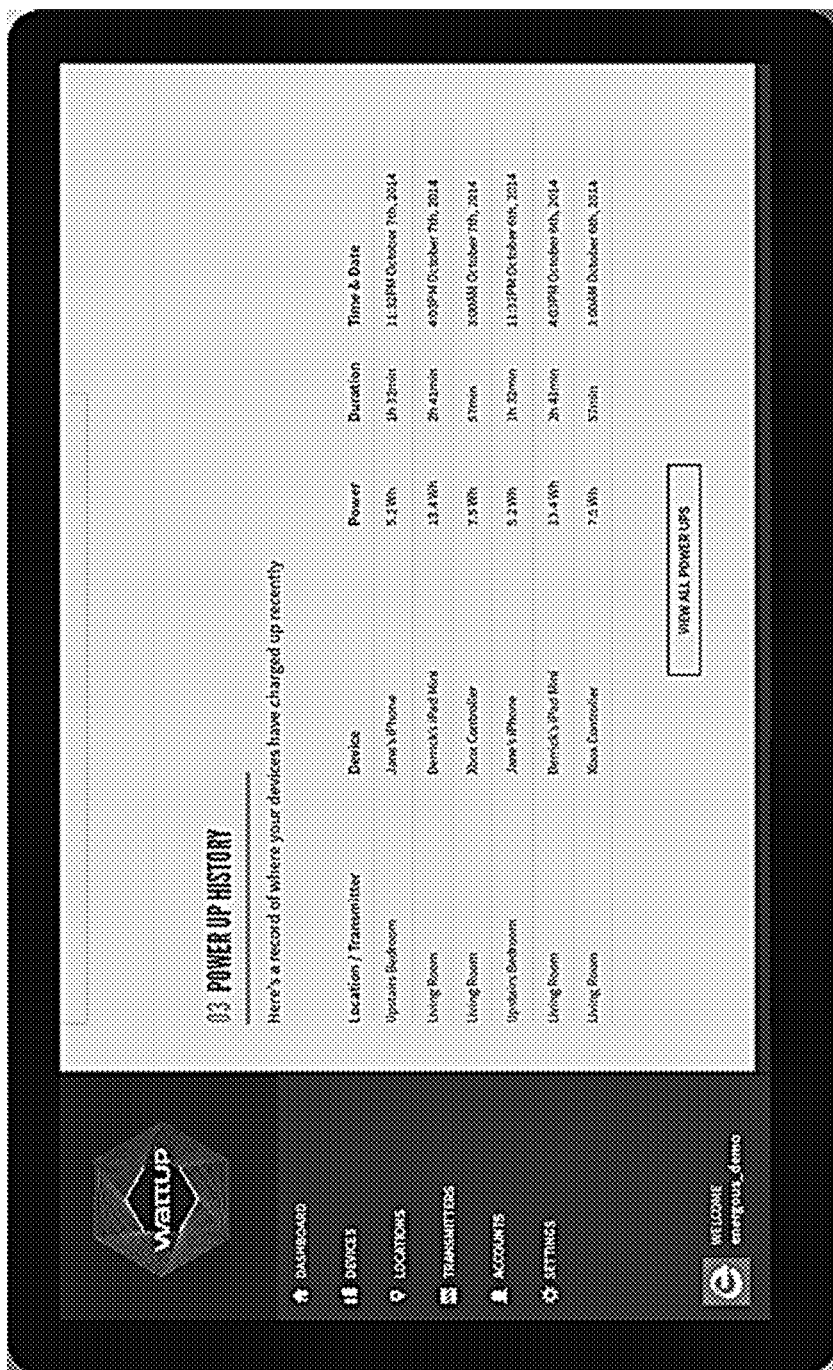 wattup
DASHBOARD
DEVICES
LOCATIONS
TRANSMITTERS
ACCOUNTS
SETTINGS
WELCOME
energous_demo
03 POWER UP HISTORY
Here's a record of where your devices have charged up recently
Location / Transmitter Device Power Duration Time & Date
Upstairs Bedroom Jane's iPhone 5.2 Wh 1h 32min 11:32PM October 7th, 2014
Living Room Derrick's iPad Mini 13.4 Wh 2h 41min 4:03PM October 7th, 2014
Living Room Xbox Controller 7.5 Wh 57min 3:00AM October 7th, 2014
Upstairs Bedroom Jane's iPhone 5.2 Wh 1h 32min 11:32PM October 6th, 2014
Living Room Derrick's iPad Mini 13.4 Wh 2h 41min 4:03PM October 6th, 2014
Living Room Xbox Controller 7.5 Wh 57min 3:00AM October 6th, 2014
VIEW ALL POWER UPS